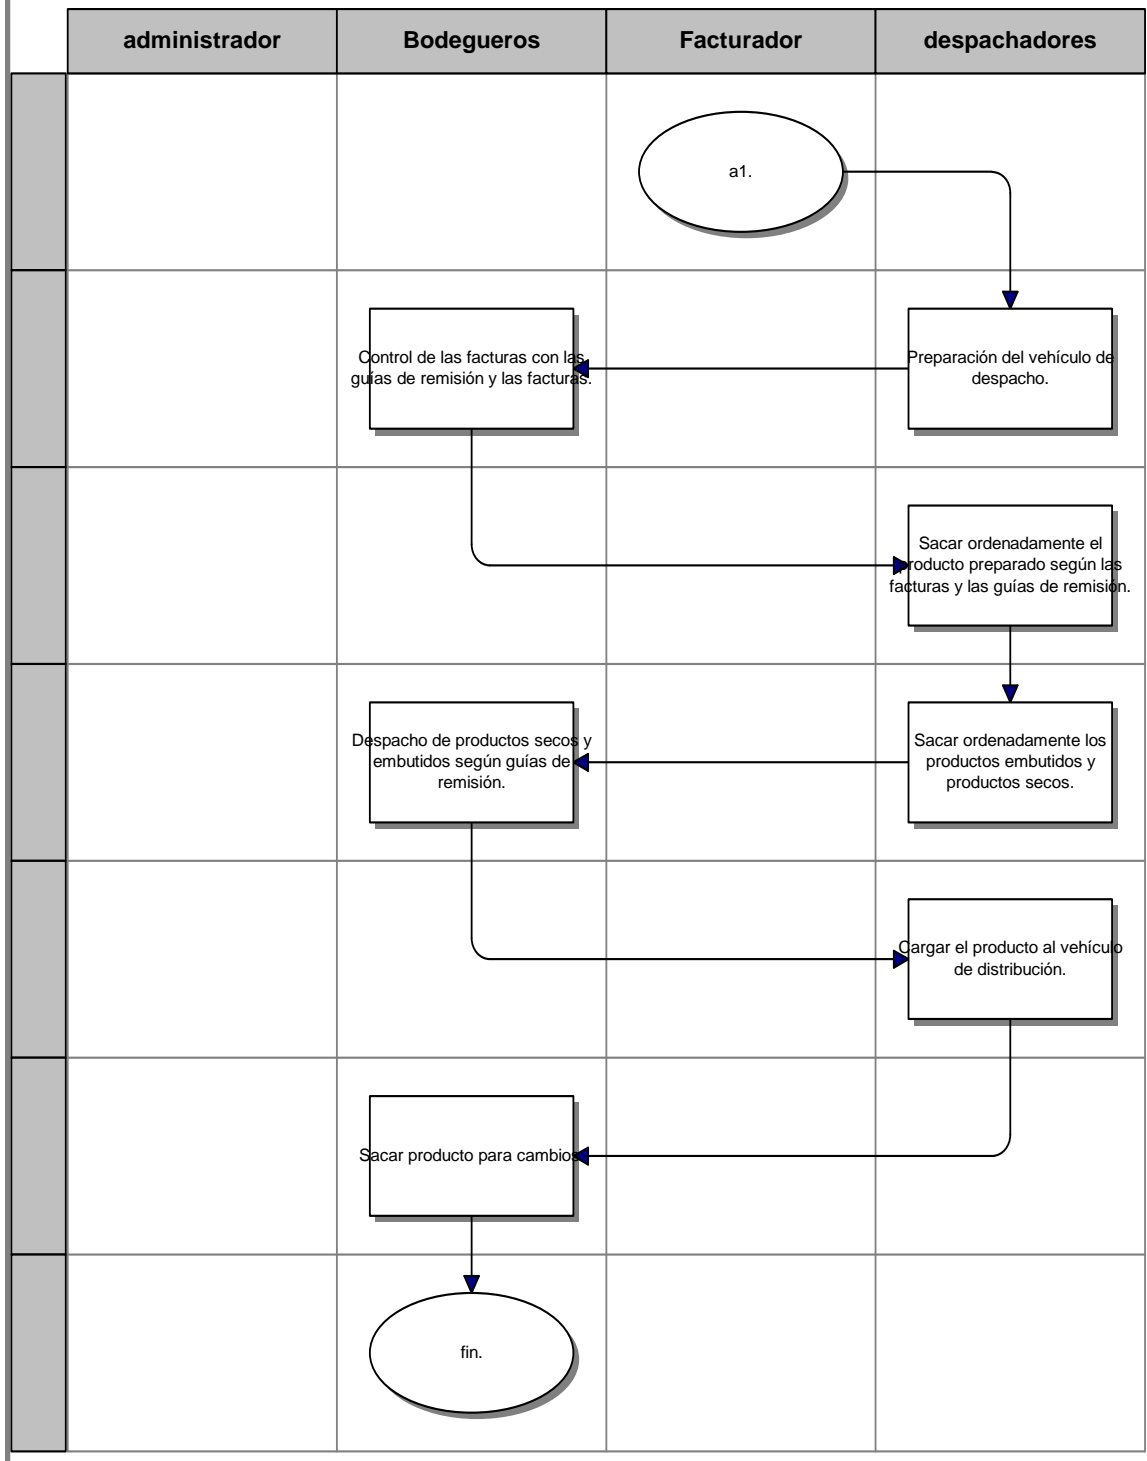 administrador
Bodegueros
Facturador
despachadores
a1.
Control de las facturas con las
guías de remisión y las facturas.
Preparación del vehículo de
despacho.
Sacar ordenadamente el
producto preparado según las
facturas y las guías de remisión.
Despacho de productos secos y
embutidos según guías de
remisión.
Sacar ordenadamente los
productos embutidos y
productos secos.
Cargar el producto al vehículo
de distribución.
Sacar producto para cambios.
fin.